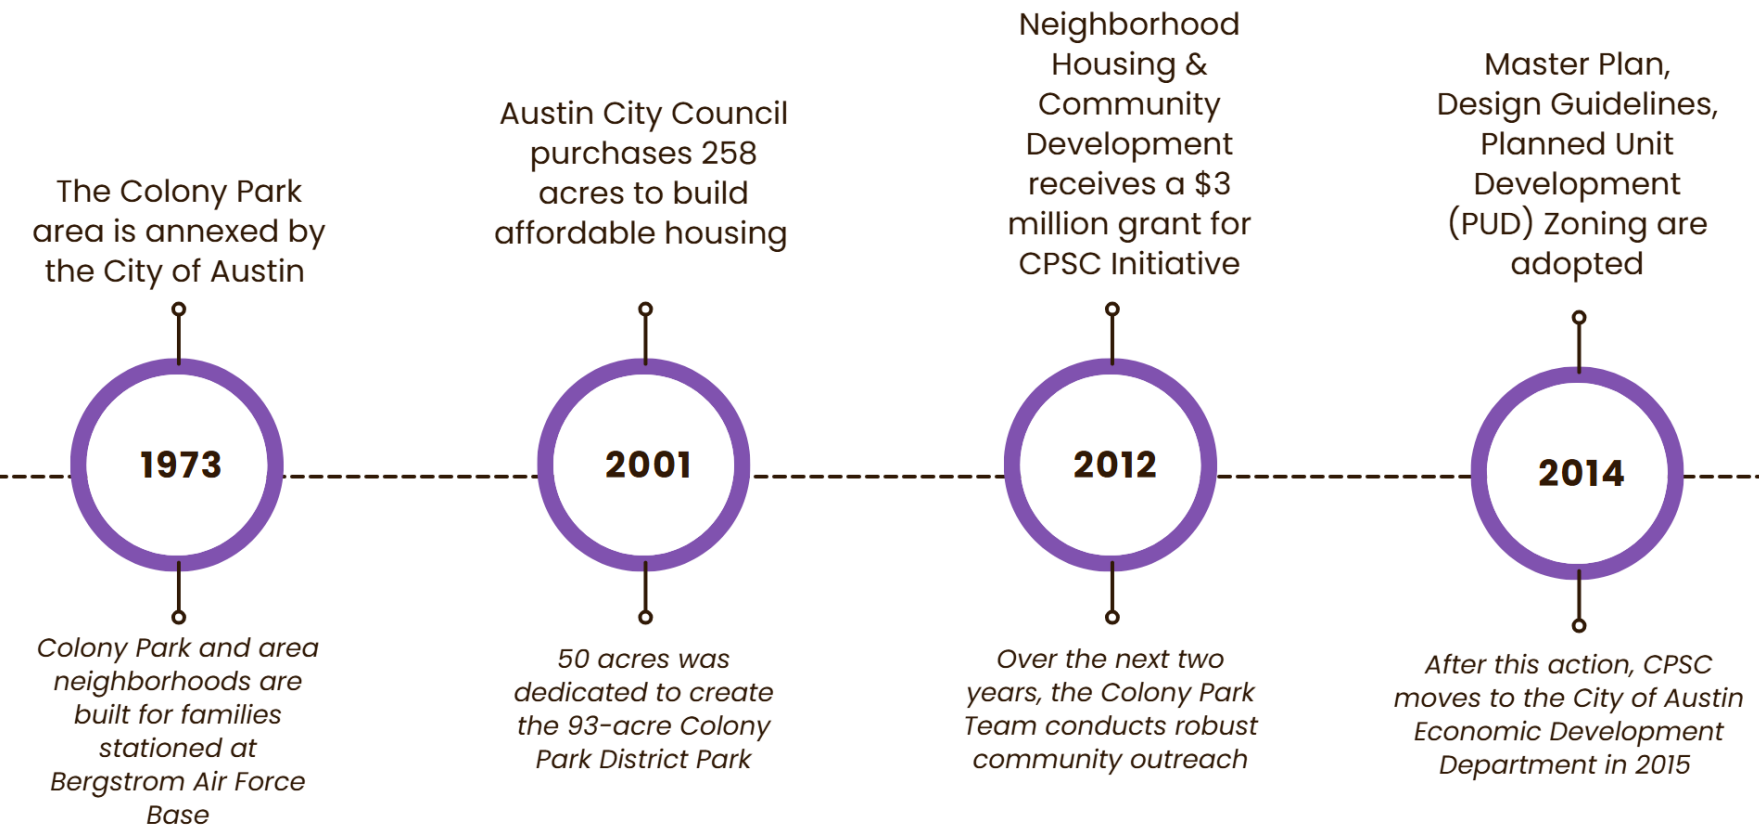 The Colony Park
area is annexed by
the City of Austin
1973
Colony Park and area
neighborhoods are
built for families
stationed at
Bergstrom Air Force
Base
Austin City Council
purchases 258
acres to build
affordable housing
2001
50 acres was
dedicated to create
the 93-acre Colony
Park District Park
Neighborhood
Housing &
Community
Development
receives a $3
million grant for
CPSC Initiative
2012
Over the next two
years, the Colony Park
Team conducts robust
community outreach
Master Plan,
Design Guidelines,
Planned Unit
Development
(PUD) Zoning are
adopted
2014
After this action, CPSC
moves to the City of Austin
Economic Development
Department in 2015